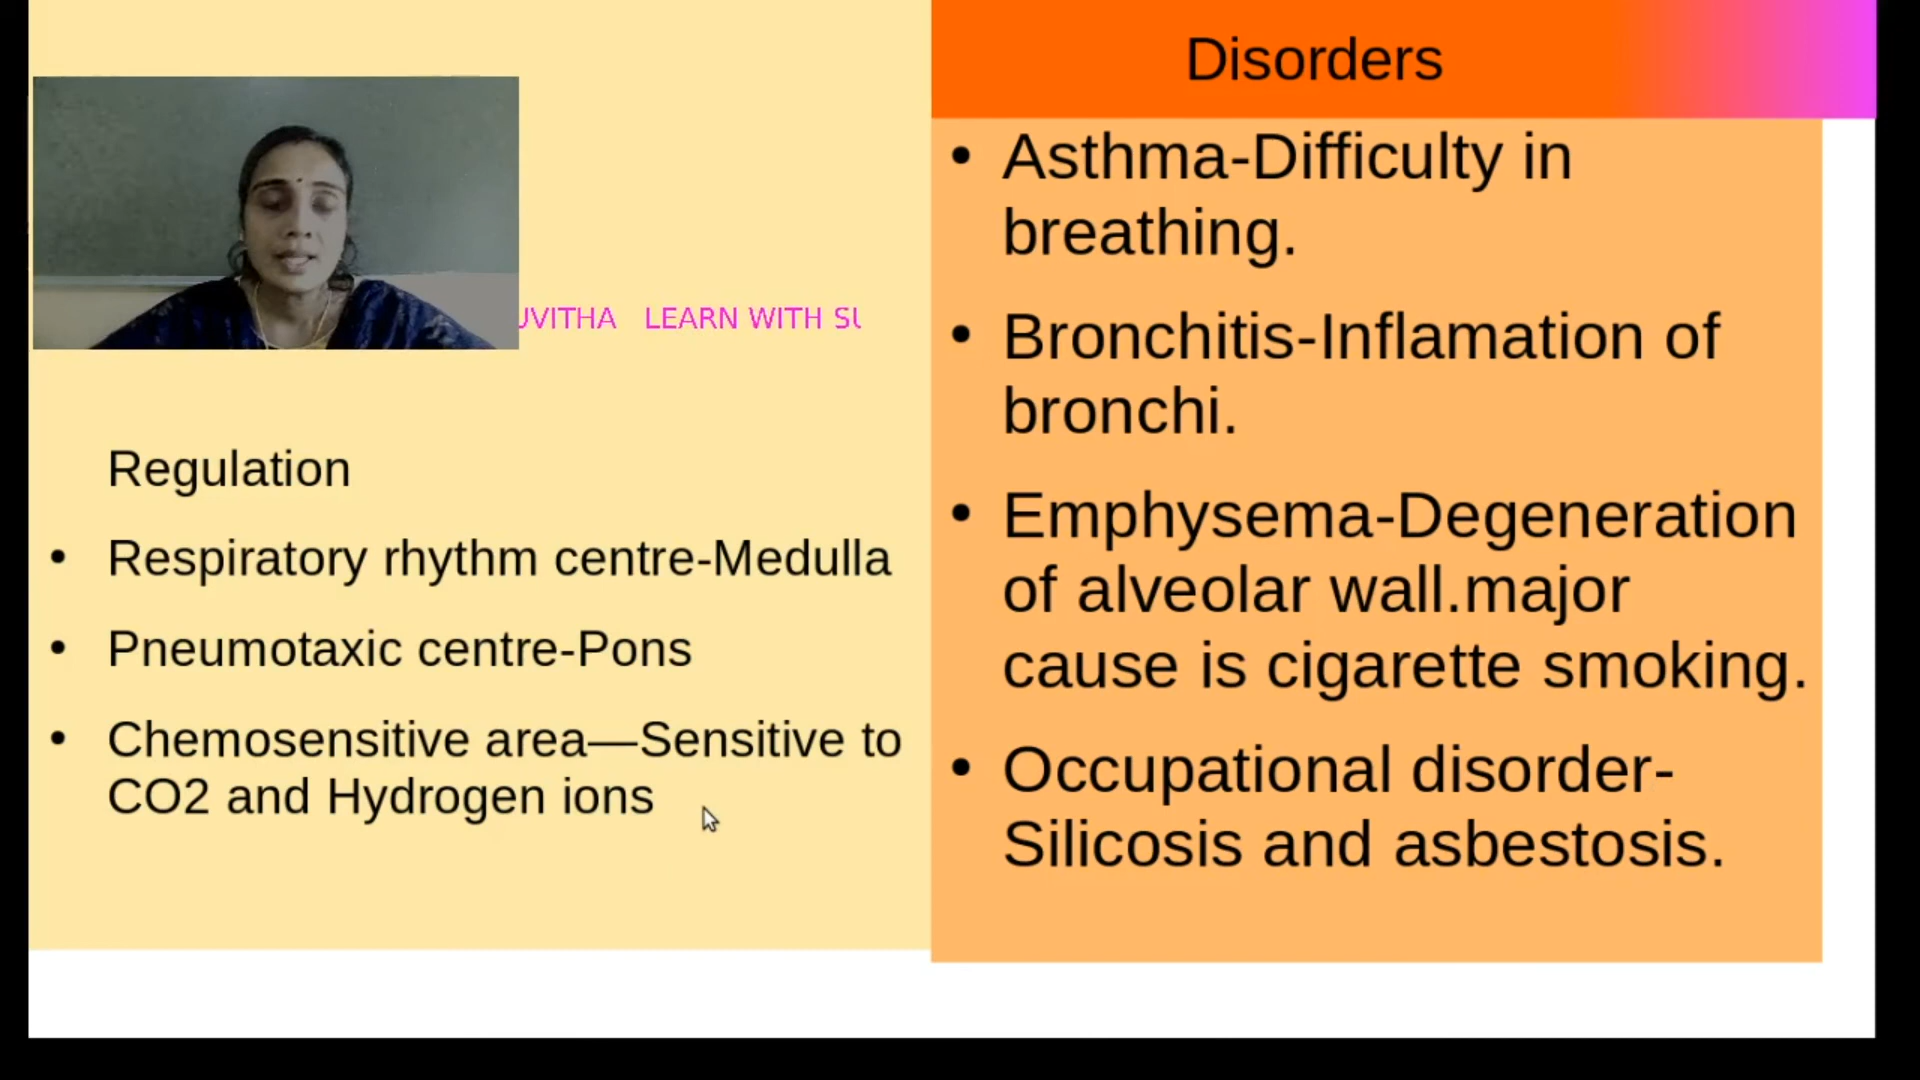 UVITHA   LEARN WITH
Regulation
• Respiratory rhythm centre-Medulla
• Pneumotaxic centre-Pons
• Chemosensitive area—Sensitive to
CO2 and Hydrogen ions
Disorders
• Asthma-Difficulty in
breathing.
• Bronchitis-Inflamation of
bronchi.
• Emphysema-Degeneration
of alveolar wall.major
cause is cigarette smoking.
• Occupational disorder-
Silicosis and asbestosis.